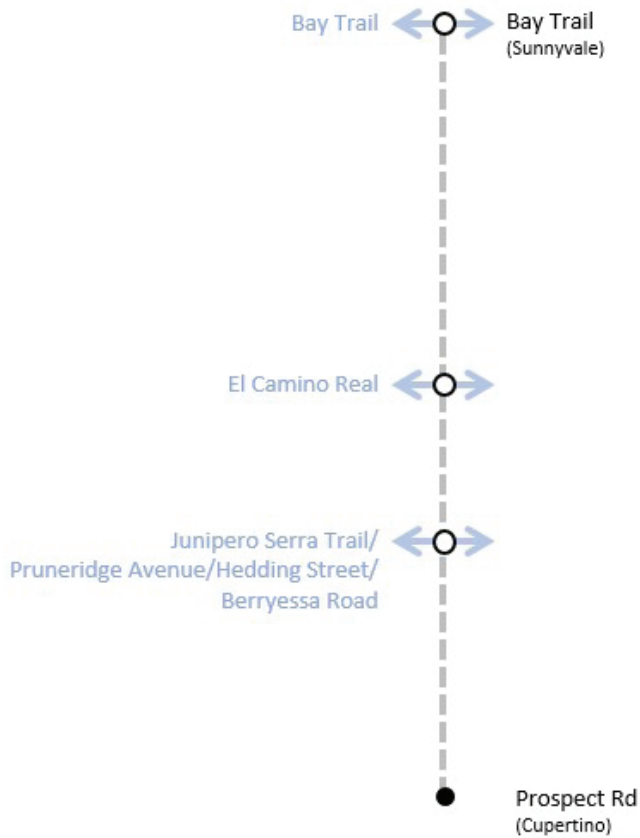 Bay Trail
Bay Trail
(Sunnyvale)
El Camino Real
Junipero Serra Trail/
Pruneridge Avenue/Hedding Street/
Berryessa Road
Prospect Rd
(Cupertino)